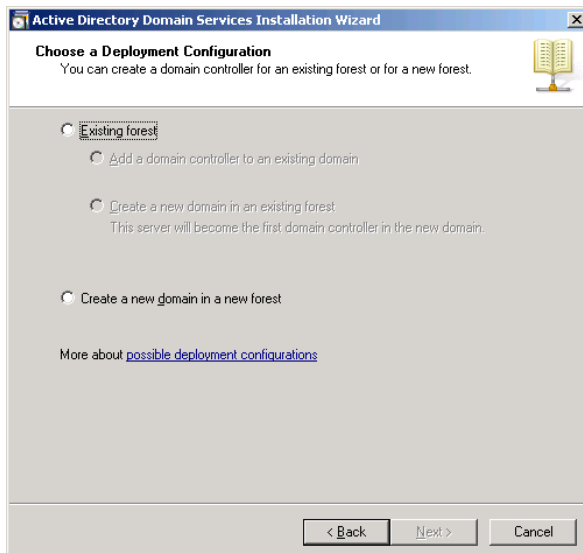 Active Directory Domain Services Installation Wizard
Choose a Deployment Configuration
You can create a domain controller for an existing forest or for a new forest.
Existing forest
Add a domain controller to an existing domain
Create a new domain in an existing forest
This server will become the first domain controller in the new domain.
Create a new domain in a new forest
More about possible deployment configurations
< Back
Next >
Cancel